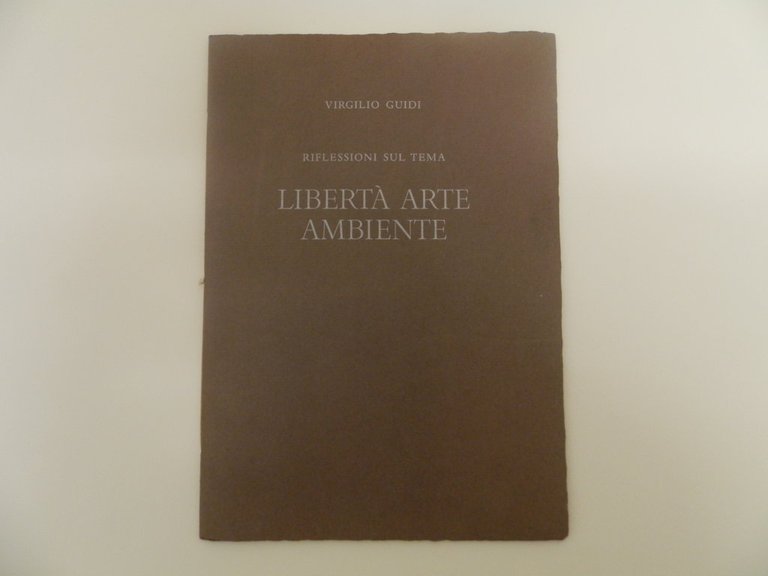 VIRGILIO GUIDI
RIFLESSIONI SUL TEMA
LIBERTÀ ARTE
AMBIENTE